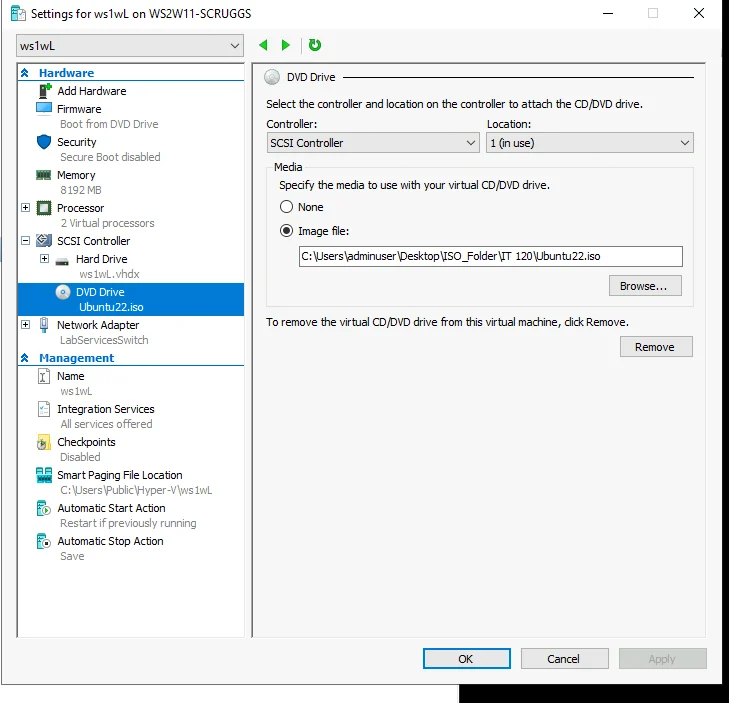 Settings for ws1wL on WS2W11-SCRUGGS
ws1wL
Hardware
Add Hardware
Firmware
Boot from DVD Drive
Security
Secure Boot disabled
Memory
8192 MB
Processor
2 Virtual processors
SCSI Controller
Hard Drive
ws1wL.vhdx
DVD Drive
Ubuntu22.iso
Network Adapter
LabServicesSwitch
Management
Name
ws1wL
Integration Services
All services offered
Checkpoints
Disabled
Smart Paging File Location
C:\Users\Public\Hyper-V\ws1wL
Automatic Start Action
Restart if previously running
Automatic Stop Action
Save
DVD Drive
Select the controller and location on the controller to attach the CD/DVD drive.
Controller: Location:
SCSI Controller 1 (in use)
Media
Specify the media to use with your virtual CD/DVD drive.
None
Image file:
C:\Users\adminuser\Desktop\ISO_Folder\IT 120\Ubuntu22.iso
Browse...
To remove the virtual CD/DVD drive from this virtual machine, click Remove.
Remove
OK Cancel Apply